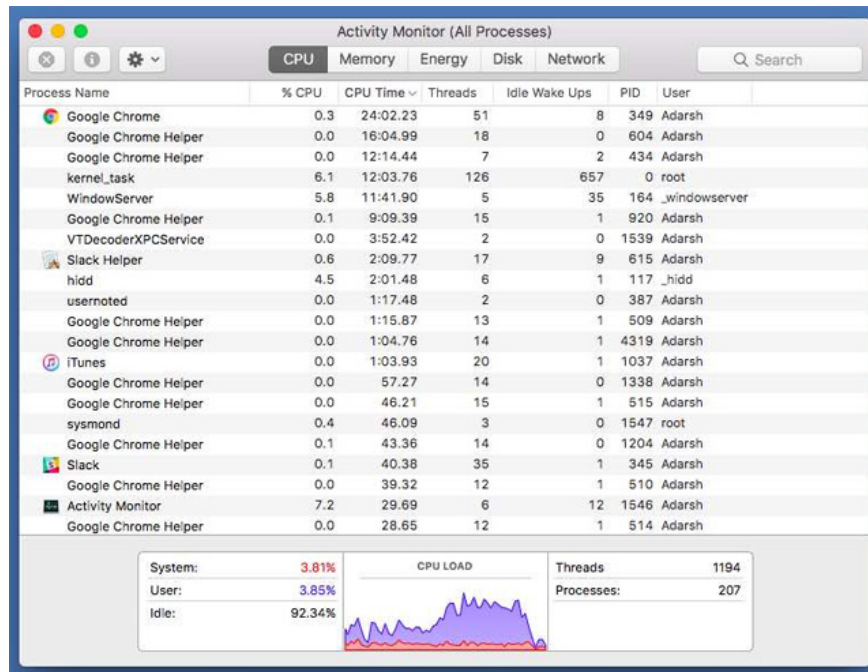 Activity Monitor (All Processes)
CPU Memory Energy Disk Network Search
Process Name % CPU CPU Time Threads Idle Wake Ups PID User
Google Chrome 0.3 24:02.23 51 8 349 Adarsh
Google Chrome Helper 0.0 16:04.99 18 0 604 Adarsh
Google Chrome Helper 0.0 12:14.44 7 2 434 Adarsh
kernel_task 6.1 12:03.76 126 657 0 root
WindowServer 5.8 11:41.90 5 35 164 _windowserver
Google Chrome Helper 0.1 9:09.39 15 1 920 Adarsh
VTDecoderXPCService 0.0 3:52.42 2 0 1539 Adarsh
Slack Helper 0.6 2:09.77 17 9 615 Adarsh
hidd 4.5 2:01.48 6 1 117 _hidd
usernoted 0.0 1:17.48 2 0 387 Adarsh
Google Chrome Helper 0.0 1:15.87 13 1 509 Adarsh
Google Chrome Helper 0.0 1:04.76 14 1 4319 Adarsh
iTunes 0.0 1:03.93 20 1 1037 Adarsh
Google Chrome Helper 0.0 57.27 14 0 1338 Adarsh
Google Chrome Helper 0.0 46.21 15 1 515 Adarsh
sysmond 0.4 46.09 3 0 1547 root
Google Chrome Helper 0.1 43.36 14 0 1204 Adarsh
Slack 0.1 40.38 35 1 345 Adarsh
Google Chrome Helper 0.0 39.32 12 1 510 Adarsh
Activity Monitor 7.2 29.69 6 12 1546 Adarsh
Google Chrome Helper 0.0 28.65 12 1 514 Adarsh
System: 3.81% CPU LOAD Threads 1194
User: 3.85% Processes: 207
Idle: 92.34%